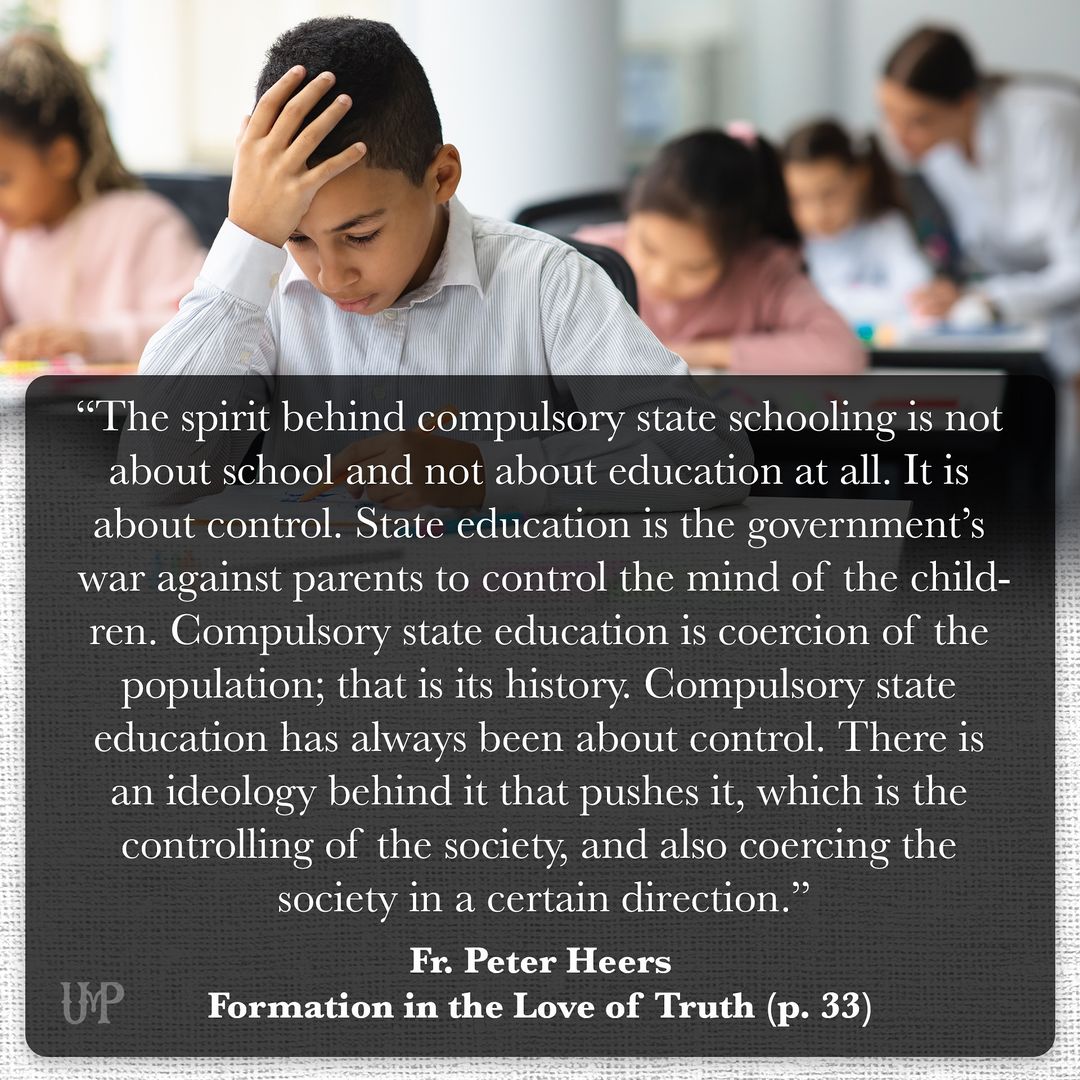 “The spirit behind compulsory state schooling is not
about school and not about education at all. It is
about control. State education is the government’s
war against parents to control the mind of the child-
ren. Compulsory state education is coercion of the
population; that is its history. Compulsory state
education has always been about control. There is
an ideology behind it that pushes it, which is the
controlling of the society, and also coercing the
society in a certain direction.”
Fr. Peter Heers
Formation in the Love of Truth (p. 33)
UMP